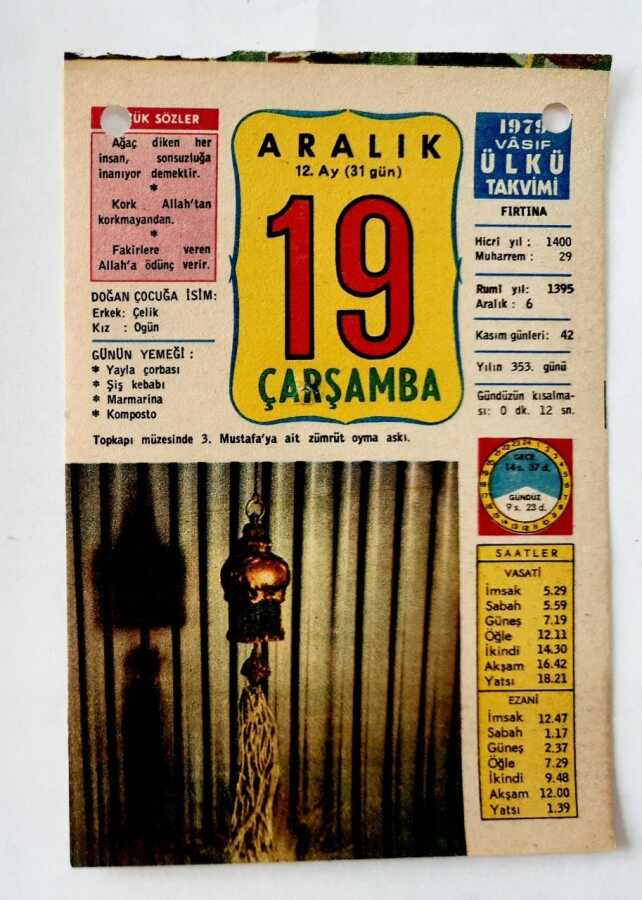 ÜK SÖZLER
Ağaç diken her
insan, sonsuzluğa
inanıyor demektir.
*
Kork Allah'tan
korkmayandan.
*
Fakirlere veren
Allah'a ödünç verir.
DOĞAN ÇOCUĞA İSİM:
Erkek: Çelik
Kız : Ogün
GÜNÜN YEMEĞİ :
* Yayla çorbası
* Şiş kebabı
* Marmarina
* Komposto
ARALIK
12. Ay (31 gün)
19
ÇARŞAMBA
1979
VÂSIF
ÜLKÜ
TAKVİMİ
FIRTINA
Hicrî yıl : 1400
Muharrem : 29
Rumî yıl: 1395
Aralık : 6
Kasım günleri: 42
Yılın 353. günü
Gündüzün kısalma-
sı: 0 dk. 12 sn.
Topkapı müzesinde 3. Mustafa'ya ait zümrüt oyma askı.
GECE
14 s. 37 d.
GÜNDÜZ
9 s. 23 d.
SAATLER
VASATİ
İmsak 5.29
Sabah 5.59
Güneş 7.19
Öğle 12.11
İkindi 14.30
Akşam 16.42
Yatsı 18.21
EZANİ
İmsak 12.47
Sabah 1.17
Güneş 2.37
Öğle 7.29
İkindi 9.48
Akşam 12.00
Yatsı 1.39